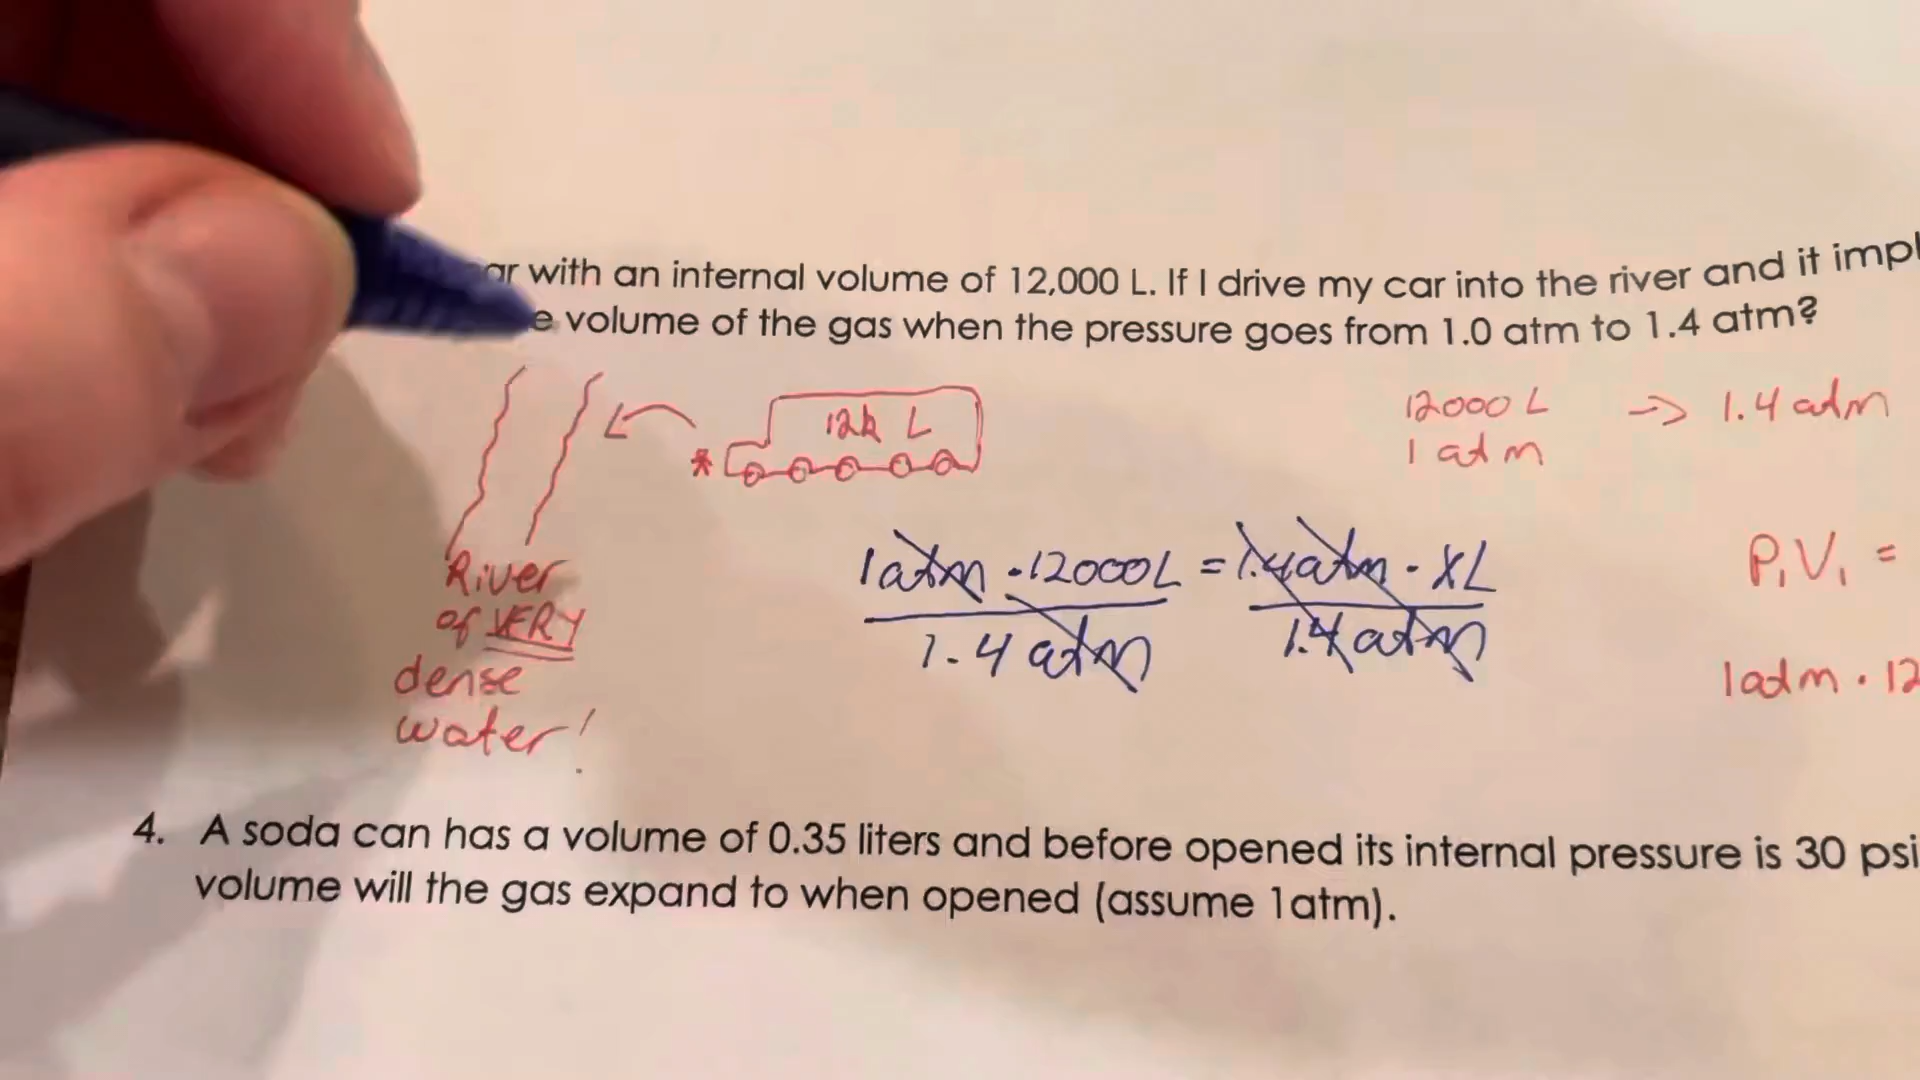 ar with an internal volume of 12,000 L. If I drive my car into the river and it impl
e volume of the gas when the pressure goes from 1.0 atm to 1.4 atm?
12k L
12000 L -> 1.4 atm
1 atm
1atm · 12000L = 1.4atm · XL
1.4 atm 1.4 atm
P₁V₁ =
1atm · 12
River
of VERY
dense
water!
4. A soda can has a volume of 0.35 liters and before opened its internal pressure is 30 psi
volume will the gas expand to when opened (assume 1atm).